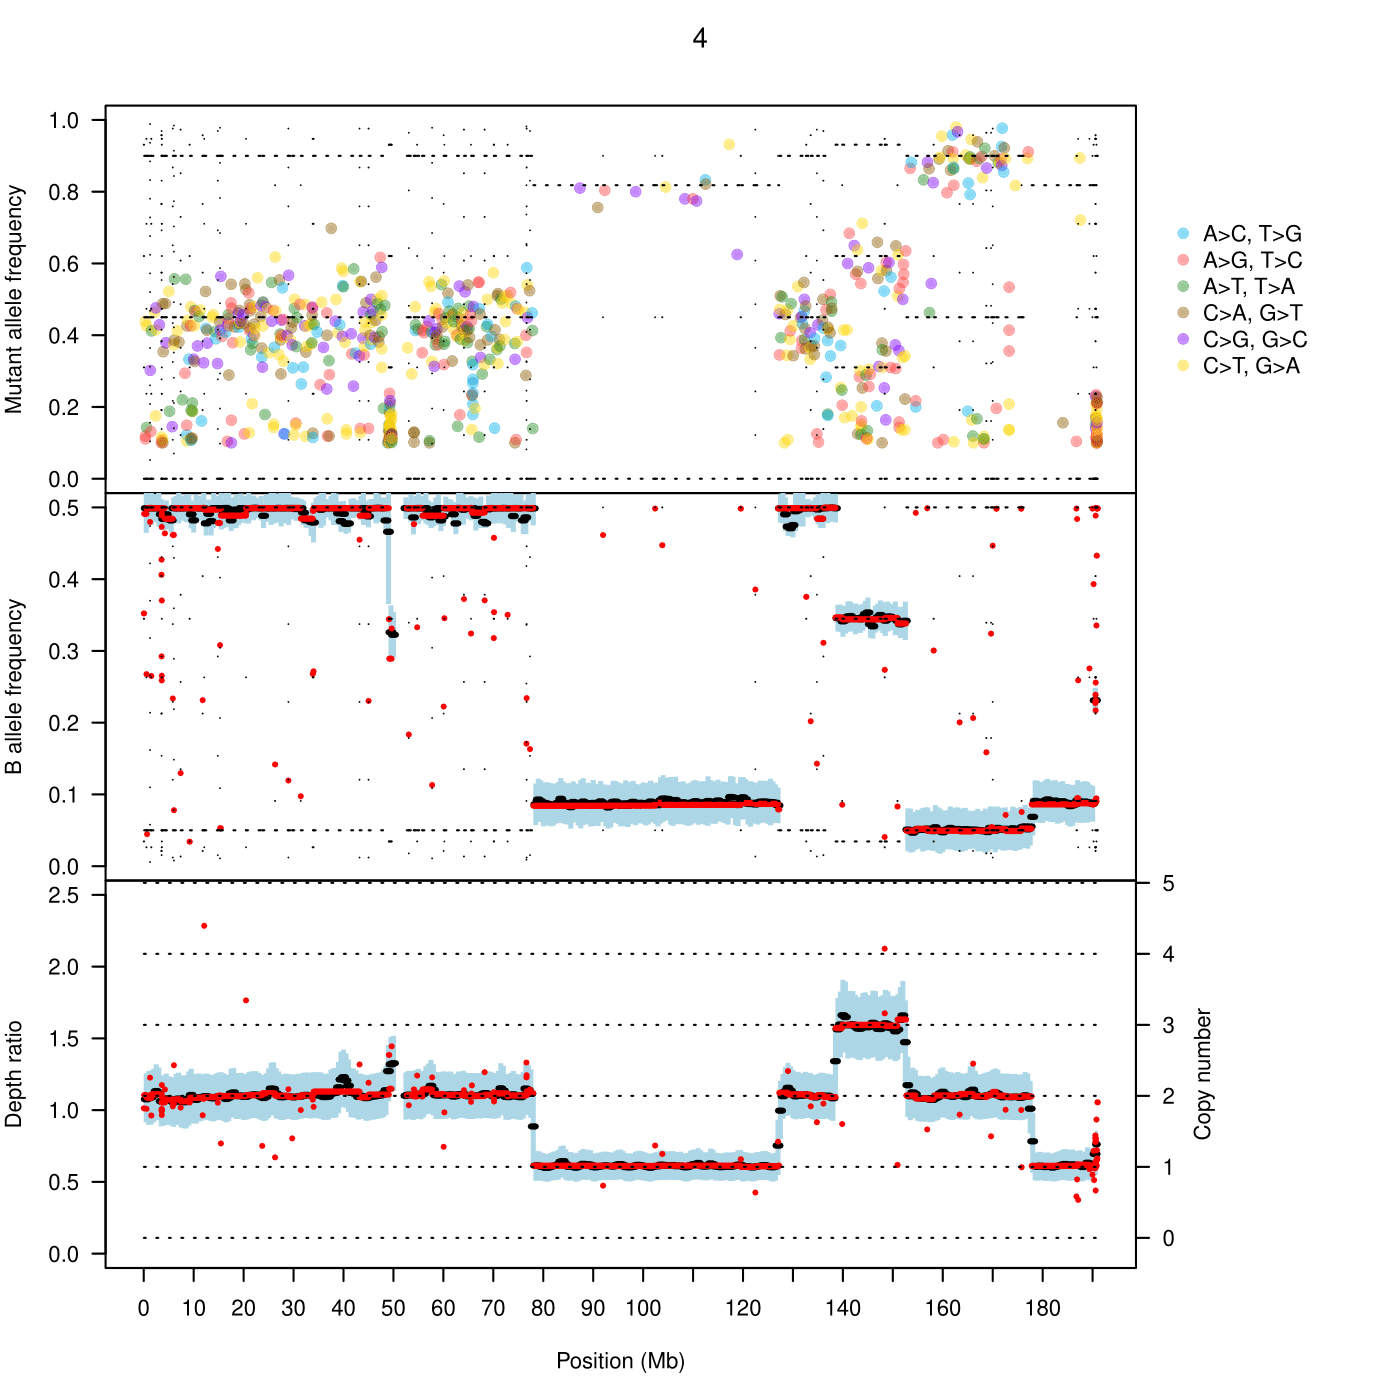 4
Mutant allele frequency
1.0
0.8
0.6
0.4
0.2
0.0
A>C, T>G
A>G, T>C
A>T, T>A
C>A, G>T
C>G, G>C
C>T, G>A
B allele frequency
0.5
0.4
0.3
0.2
0.1
0.0
Depth ratio
2.5
2.0
1.5
1.0
0.5
0.0
5
4
3
2
1
0
Copy number
0 10 20 30 40 50 60 70 80 90 100 120 140 160 180
Position (Mb)